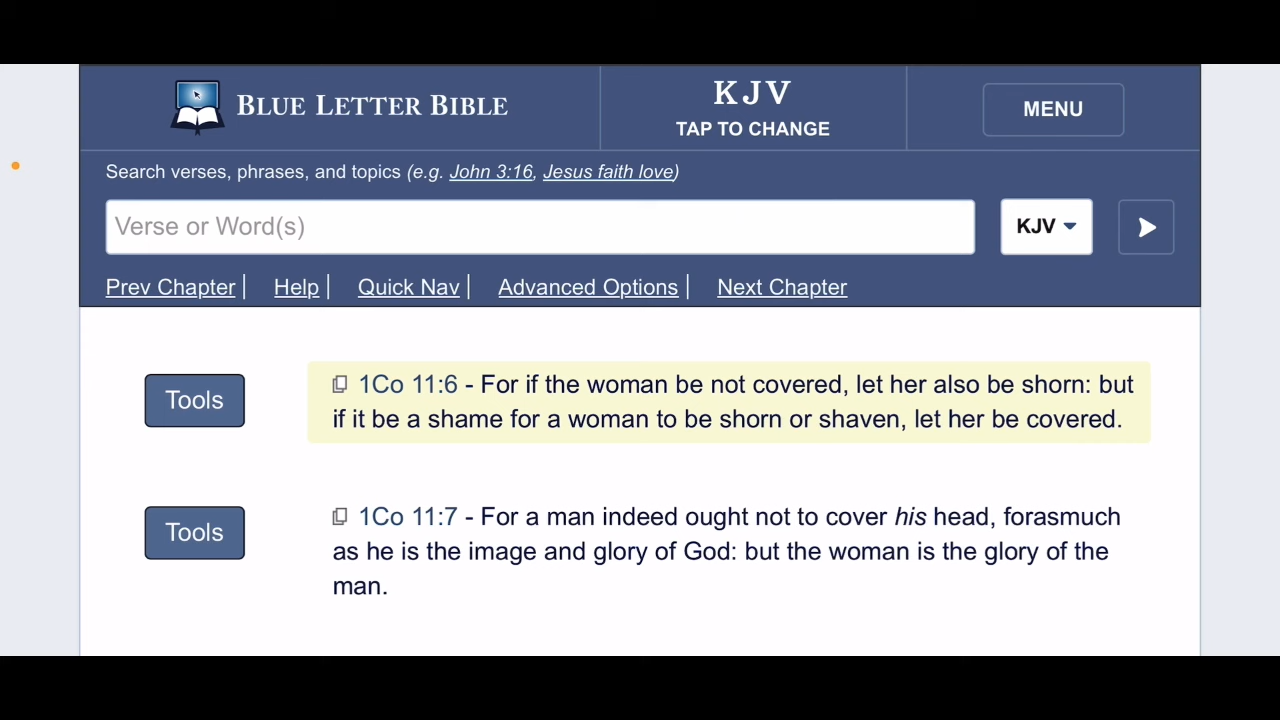 BLUE LETTER BIBLE
KJV
TAP TO CHANGE
MENU
Search verses, phrases, and topics (e.g. John 3:16, Jesus faith love)
Verse or Word(s)
KJV
Prev Chapter | Help | Quick Nav | Advanced Options | Next Chapter
Tools
1Co 11:6 - For if the woman be not covered, let her also be shorn: but
if it be a shame for a woman to be shorn or shaven, let her be covered.
Tools
1Co 11:7 - For a man indeed ought not to cover his head, forasmuch
as he is the image and glory of God: but the woman is the glory of the
man.